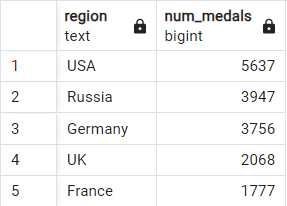 region num_medals
text bigint
1 USA 5637
2 Russia 3947
3 Germany 3756
4 UK 2068
5 France 1777